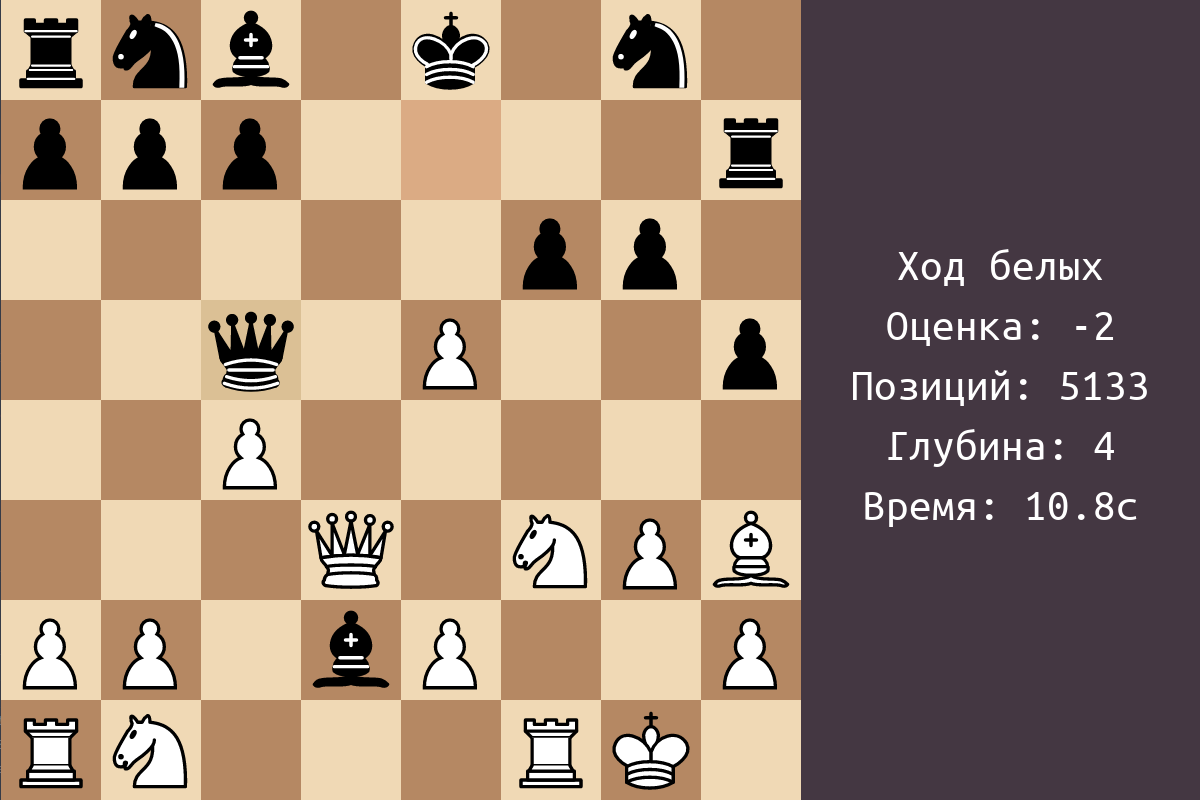 Ход белых
Оценка: -2
Позиций: 5133
Глубина: 4
Время: 10.8с